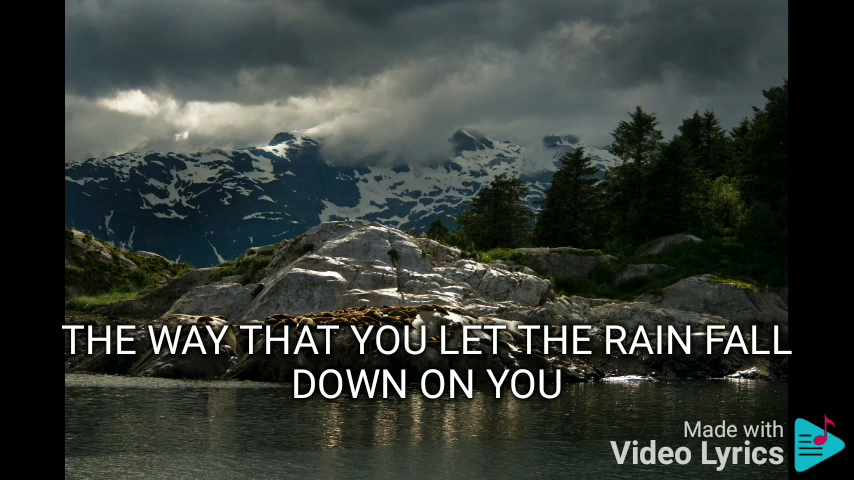 THE WAY THAT YOU LET THE RAIN FALL
DOWN ON YOU
Made with
Video Lyrics